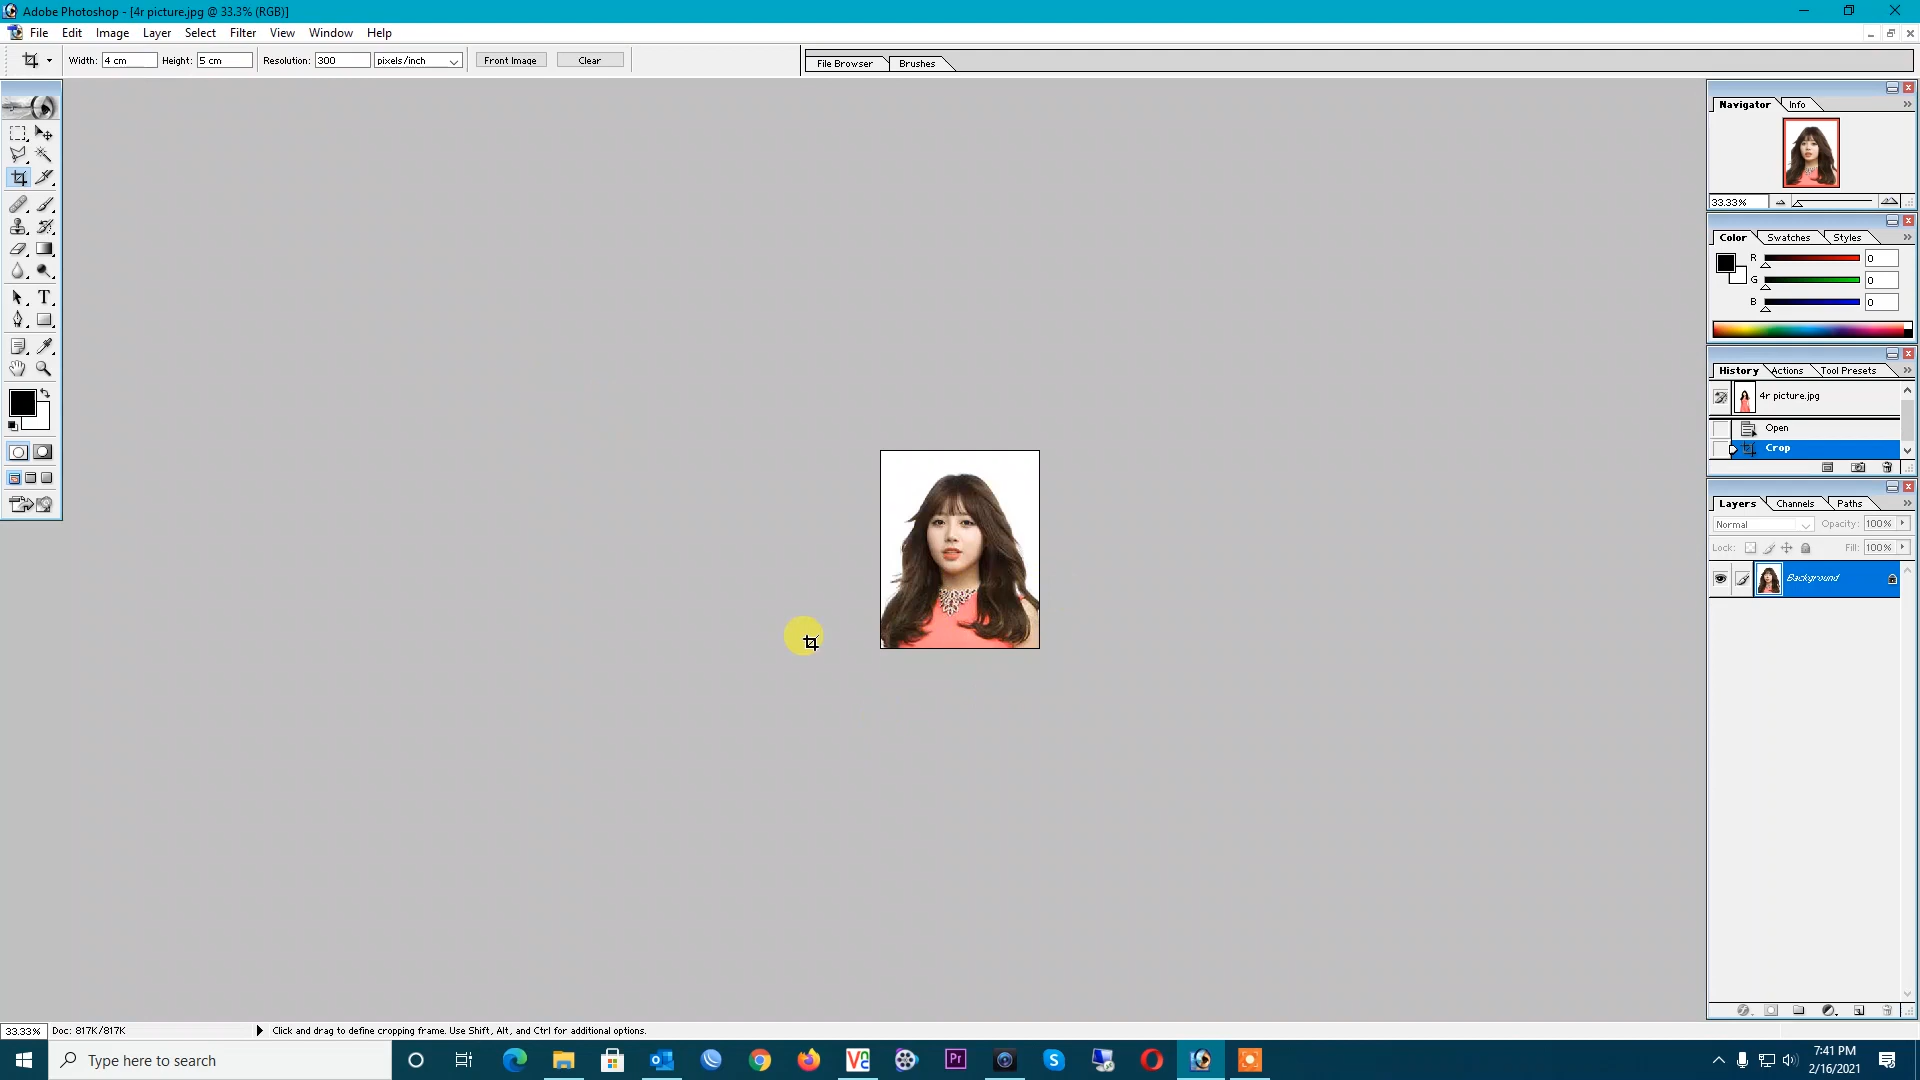 Adobe Photoshop - [4r picture.jpg @ 33.3% (RGB)]
File Edit Image Layer Select Filter View Window Help
Width: 4 cm Height: 5 cm Resolution: 300 pixels/inch Front Image Clear File Browser Brushes
Navigator Info
33.33%
Color Swatches Styles
R 0
G 0
B 0
History Actions Tool Presets
4r picture.jpg
Open
Crop
Layers Channels Paths
Normal Opacity: 100%
Lock: Fill: 100%
Background
33.33% Doc: 817K/817K Click and drag to define cropping frame. Use Shift, Alt, and Ctrl for additional options.
Type here to search
7:41 PM
2/16/2021